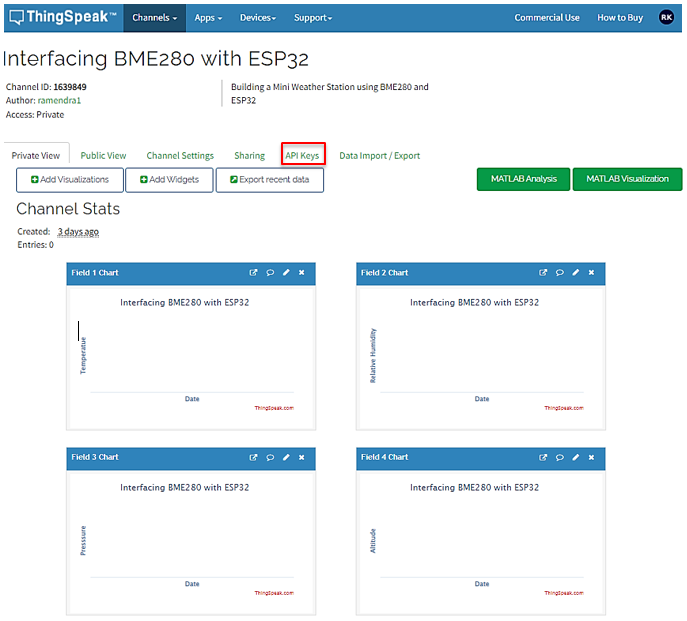 ThingSpeak™ Channels Apps Devices Support Commercial Use How to Buy RK
Interfacing BME280 with ESP32
Channel ID: 1639849
Author: ramendra1
Access: Private
Building a Mini Weather Station using BME280 and
ESP32
Private View Public View Channel Settings Sharing API Keys Data Import / Export
Add Visualizations Add Widgets Export recent data MATLAB Analysis MATLAB Visualization
Channel Stats
Created: 3 days ago
Entries: 0
Field 1 Chart
Interfacing BME280 with ESP32
Temperatue
Date
ThingSpeak.com
Field 2 Chart
Interfacing BME280 with ESP32
Relative Humidity
Date
ThingSpeak.com
Field 3 Chart
Interfacing BME280 with ESP32
Presssure
Date
ThingSpeak.com
Field 4 Chart
Interfacing BME280 with ESP32
Altitude
Date
ThingSpeak.com